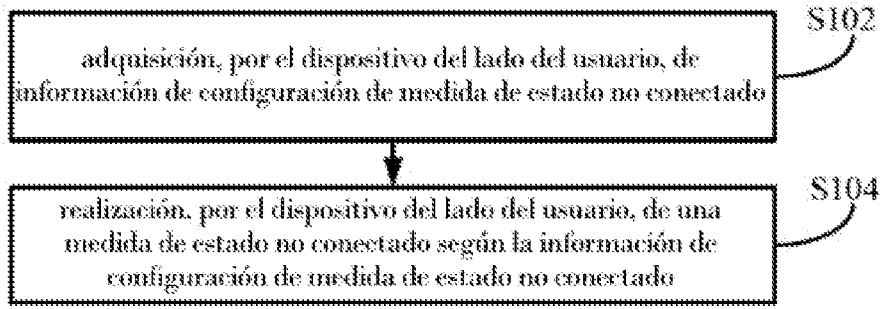 S102
adquisición, por el dispositivo del lado del usuario, de
información de configuración de medida de estado no conectado
S104
realización, por el dispositivo del lado del usuario, de una
medida de estado no conectado según la información de
configuración de medida de estado no conectado